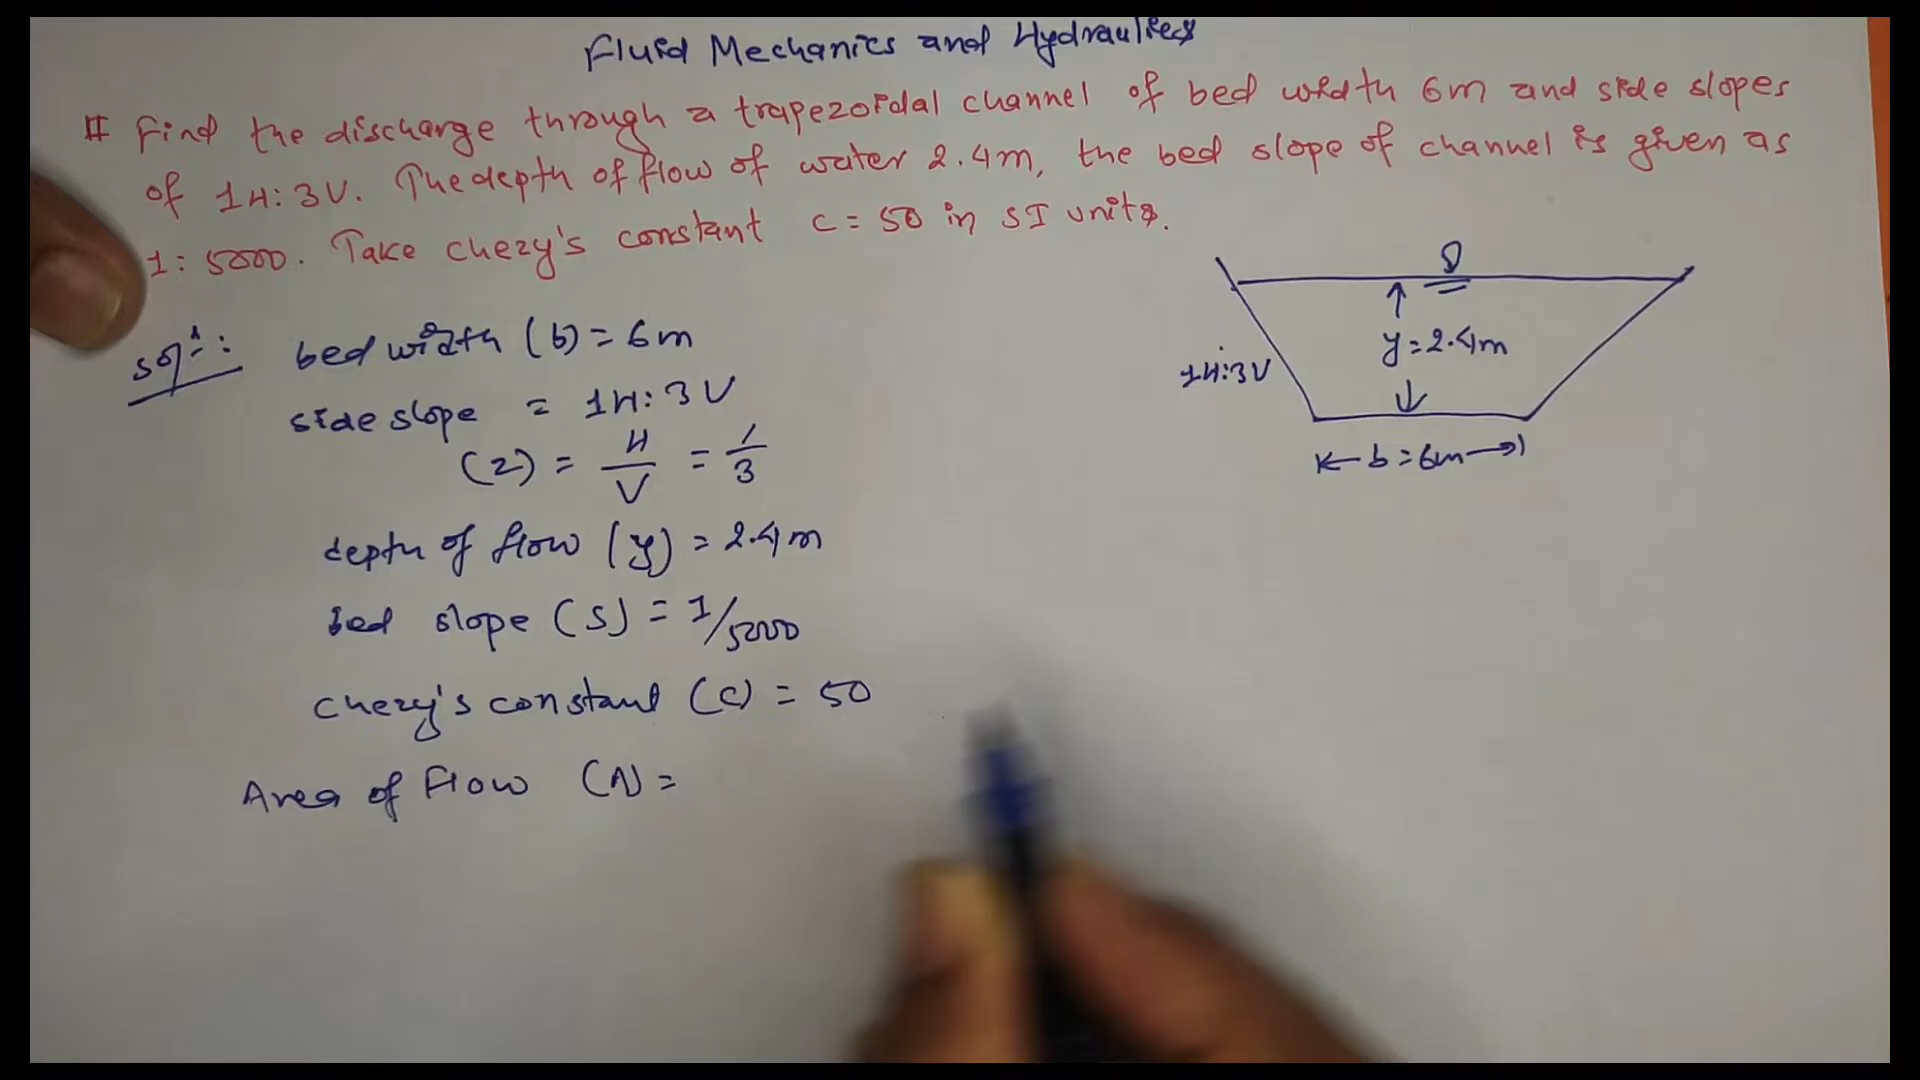 Fluid Mechanics and Hydraulics
# Find the discharge through a trapezoidal channel of bed width 6m and side slopes
of 1H:3V. The depth of flow of water 2.4m, the bed slope of channel is given as
1:5000. Take chezy's constant c=50 in SI units.
solⁿ:
bed width (b)=6m
side slope = 1H:3V
(z) = H/V = 1/3
depth of flow (y) = 2.4m
bed slope (S) = 1/5000
chezy's constant (c) = 50
Area of Flow (A) =
y=2.4m
1H:3V
b=6m